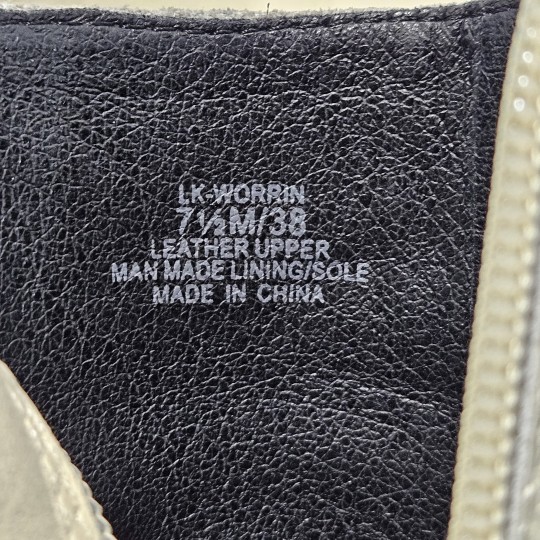 LK-WORRIN
7½M/38
LEATHER UPPER
MAN MADE LINING/SOLE
MADE IN CHINA